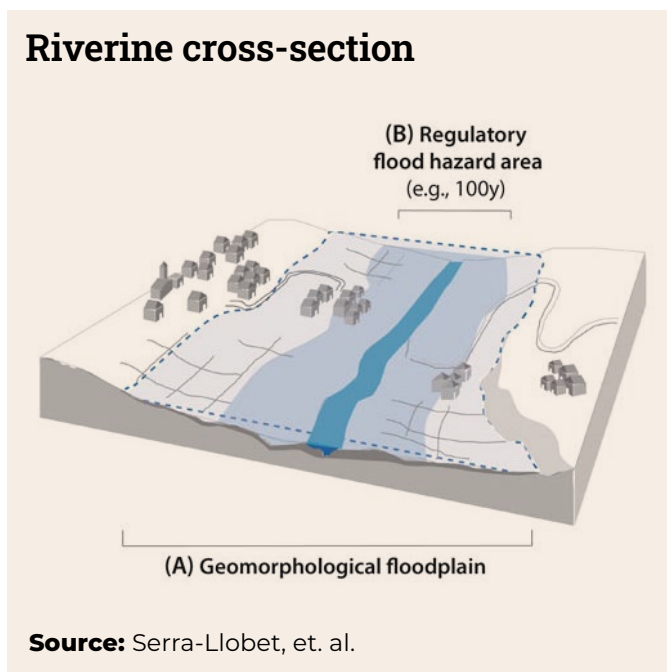 Riverine cross-section
(B) Regulatory
flood hazard area
(e.g., 100y)
(A) Geomorphological floodplain
Source: Serra-Llobet, et. al.